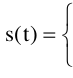 s(t) = {